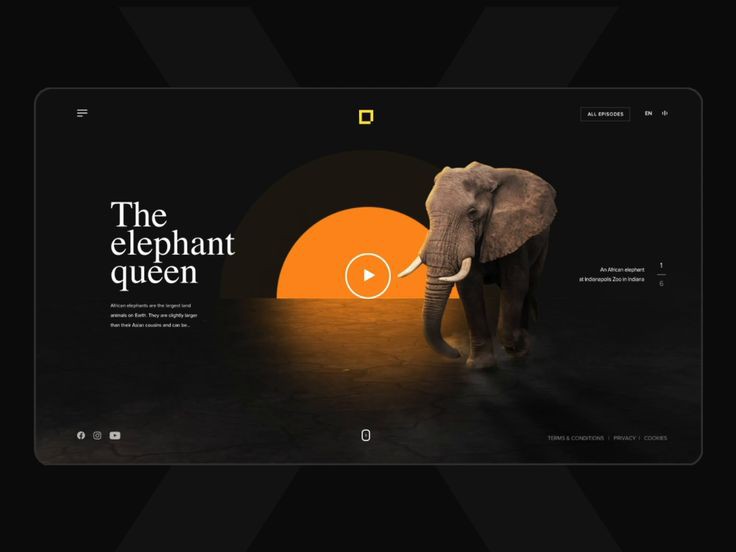 ALL EPISODES
EN
The
elephant
queen
African elephants are the largest land
animals on Earth. They are slightly larger
than their Asian cousins and can be...
An African elephant
at Indianapolis Zoo in Indiana
1
6
TERMS & CONDITIONS | PRIVACY | COOKIES